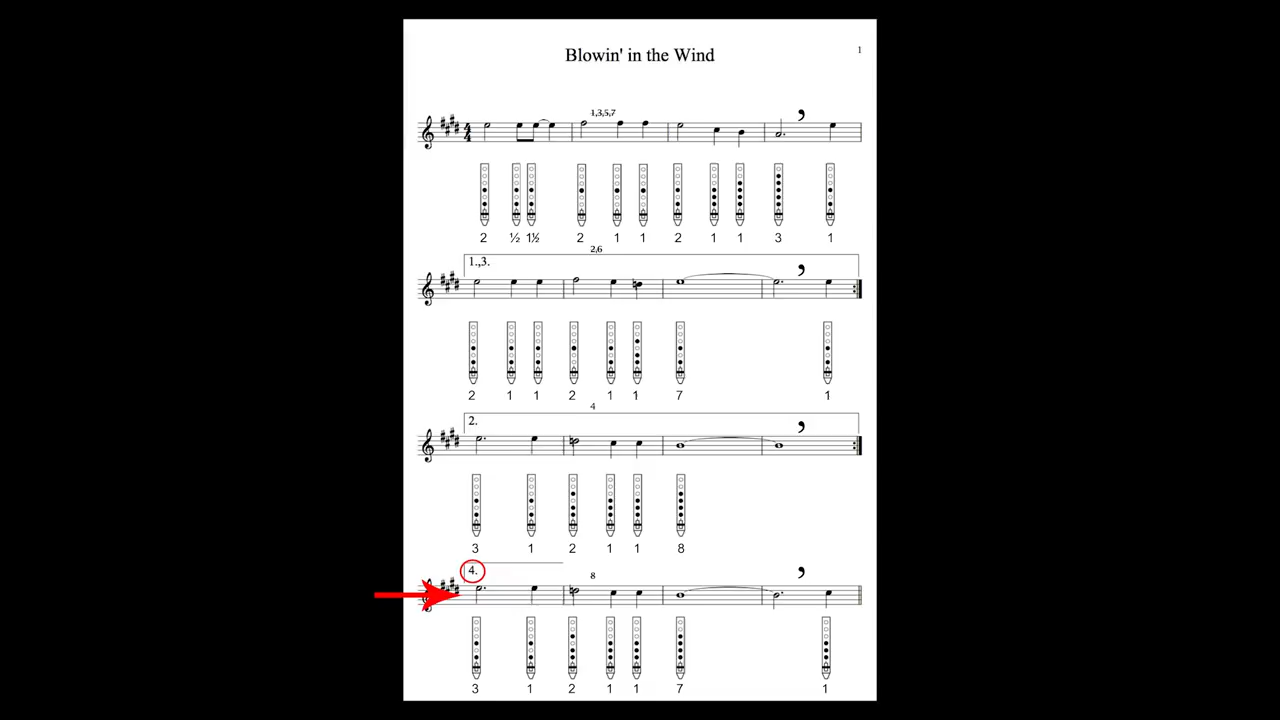 Blowin' in the Wind
1
1,3,5,7
4
4
2 ½ 1½ 2 1 1 2 1 1 3 1
2,6
1.,3.
2 1 1 2 1 1 7 1
4
2.
3 1 2 1 1 8
4.
8
3 1 2 1 1 7 1